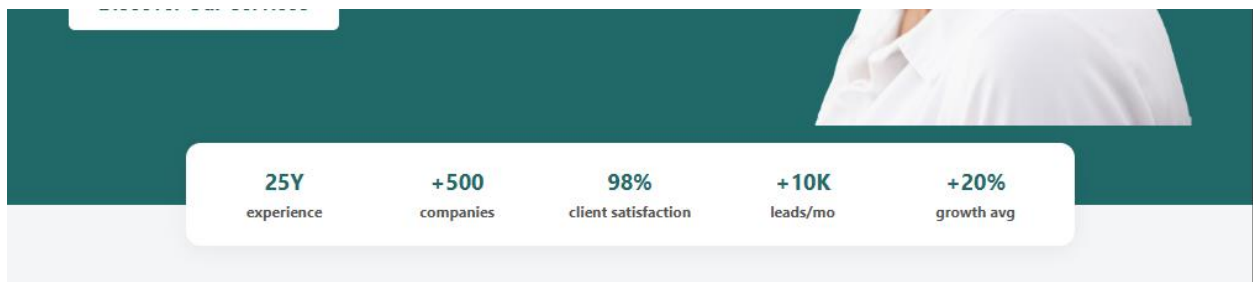 25Y
experience
+500
companies
98%
client satisfaction
+10K
leads/mo
+20%
growth avg